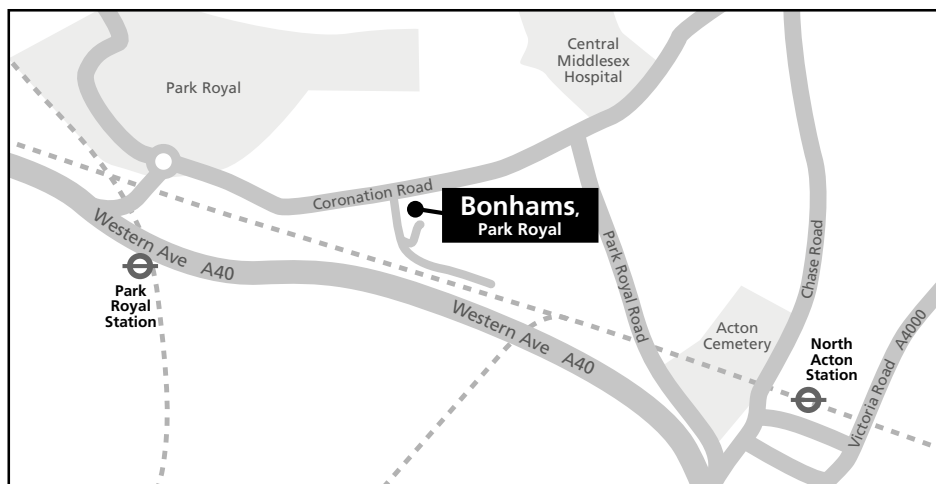 Central
Middlesex
Hospital
Park Royal
Coronation Road
Bonhams,
Park Royal
Western Ave A40
Park
Royal
Station
Park Royal Road
Chase Road
Western Ave A40
Acton
Cemetery
North
Acton
Station
Victoria Road A4000